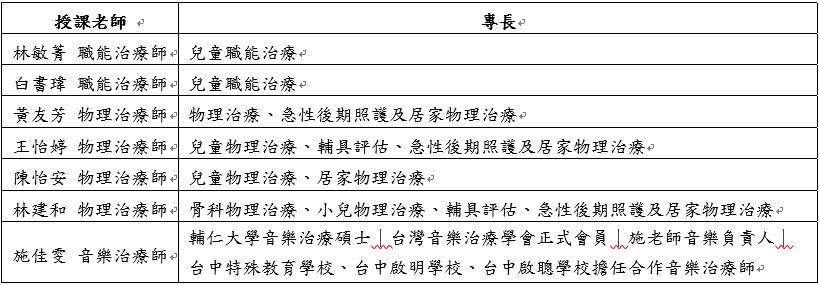 授課老師 專長
林敏菁 職能治療師 兒童職能治療
白書瑋 職能治療師 兒童職能治療
黃友芳 物理治療師 物理治療、急性後期照護及居家物理治療
王怡婷 物理治療師 兒童物理治療、輔具評估、急性後期照護及居家物理治療
陳怡安 物理治療師 兒童物理治療、居家物理治療
林建和 物理治療師 骨科物理治療、小兒物理治療、輔具評估、急性後期照護及居家物理治療
施佳雯 音樂治療師 輔仁大學音樂治療碩士│台灣音樂治療學會正式會員│施老師音樂負責人│
台中特殊教育學校、台中啟明學校、台中啟聰學校擔任合作音樂治療師